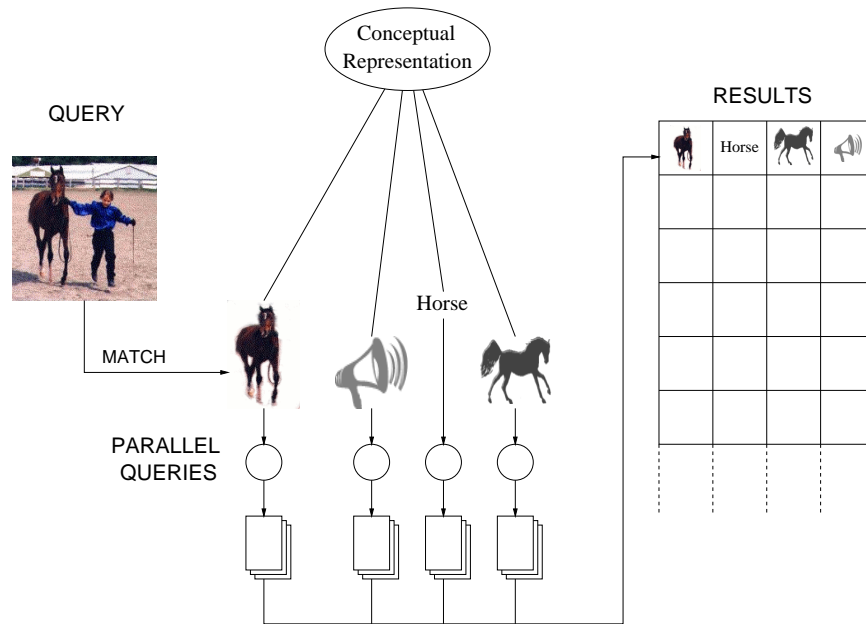 Conceptual
Representation
QUERY
RESULTS
Horse
Horse
MATCH
PARALLEL
QUERIES